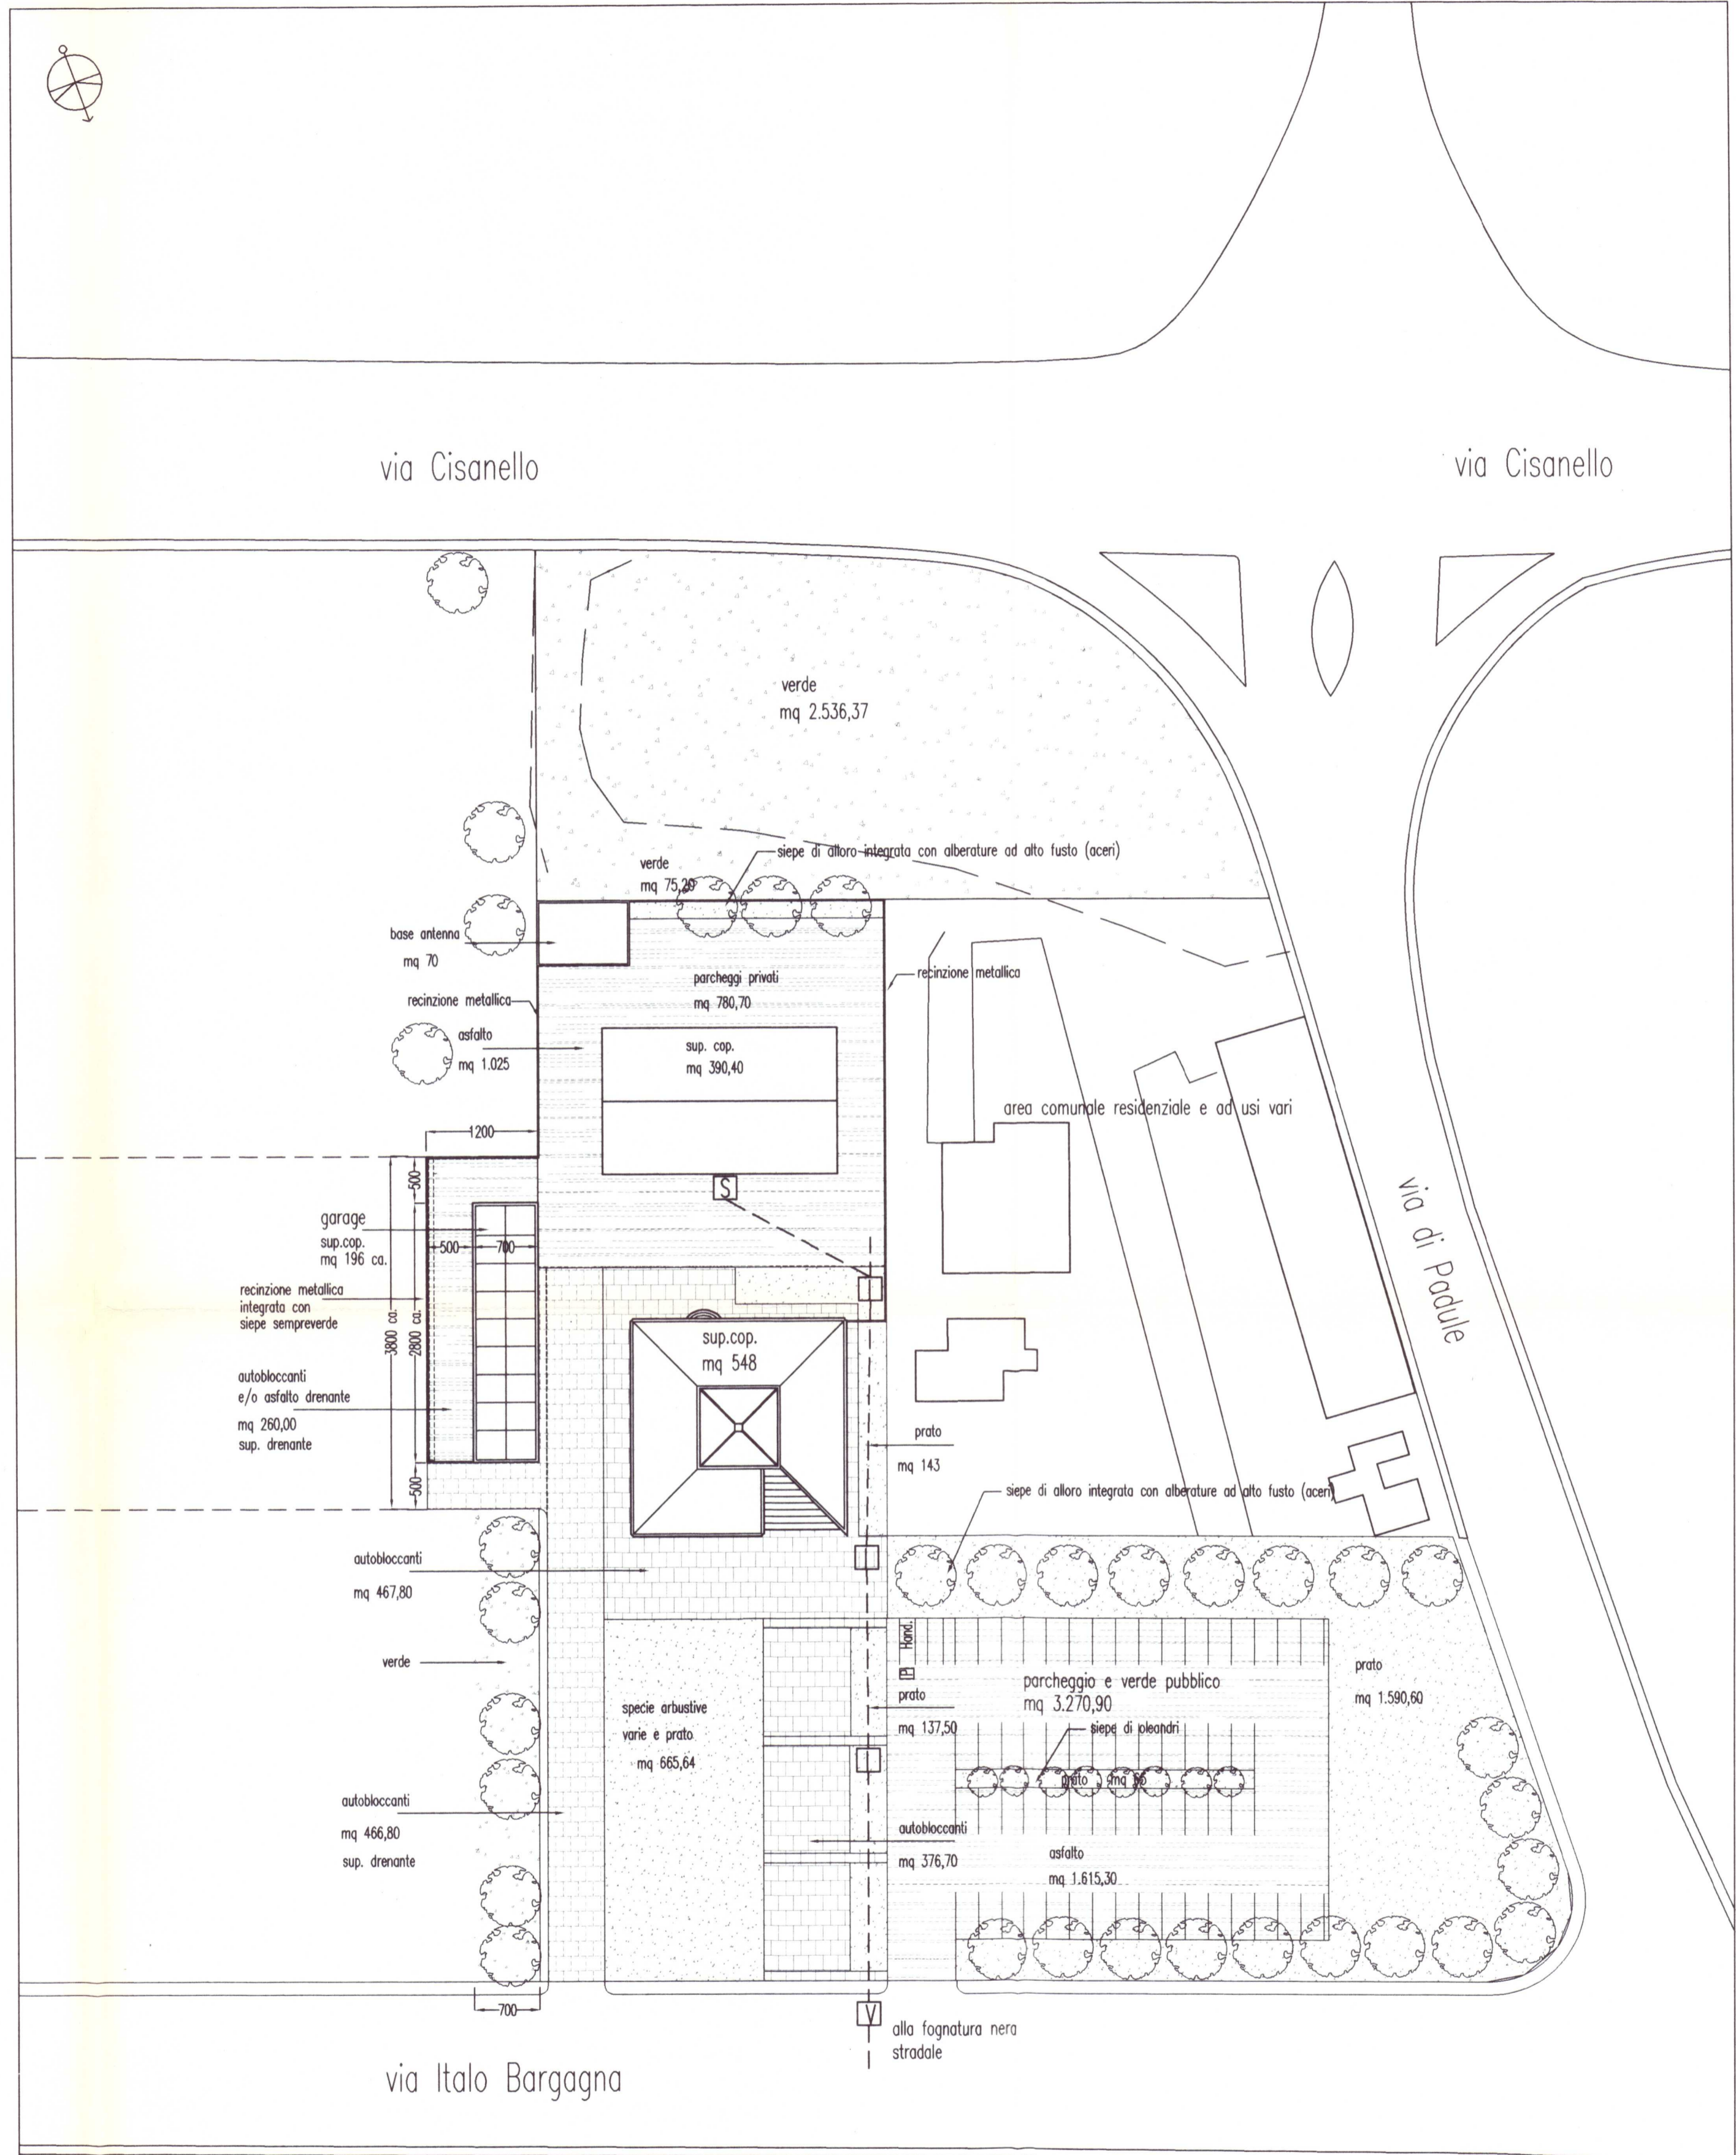 via Cisanello
via Cisanello
verde
mq 2.536,37
siepe di alloro integrata con alberature ad alto fusto (aceri)
verde
mq 75,20
base antenna
mq 70
recinzione metallica
parcheggi privati
mq 780,70
recinzione metallica
asfalto
mq 1.025
sup. cop.
mq 390,40
area comunale residenziale e ad usi vari
1200
500
S
garage
sup.cop.
mq 196 ca.
500
700
via di Padule
recinzione metallica
integrata con
siepe sempreverde
3800 ca.
2800 ca.
sup.cop.
mq 548
autobloccanti
e/o asfalto drenante
mq 260,00
sup. drenante
prato
mq 143
500
siepe di alloro integrata con alberature ad alto fusto (aceri)
autobloccanti
mq 467,80
verde
P Hand.
parcheggio e verde pubblico
mq 3.270,90
prato
mq 1.590,60
prato
mq 137,50
specie arbustive
varie e prato
mq 665,64
siepe di oleandri
prato mq
autobloccanti
mq 466,80
sup. drenante
autobloccanti
mq 376,70
asfalto
mq 1.615,30
700
V
alla fognatura nera
stradale
via Italo Bargagna